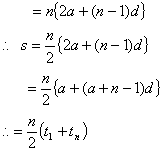 = n{2a + (n − 1)d}
∴ s = n/2 {2a + (n − 1)d}
= n/2 {a + (a + n − 1)d}
∴ = n/2 (t₁ + tₙ)